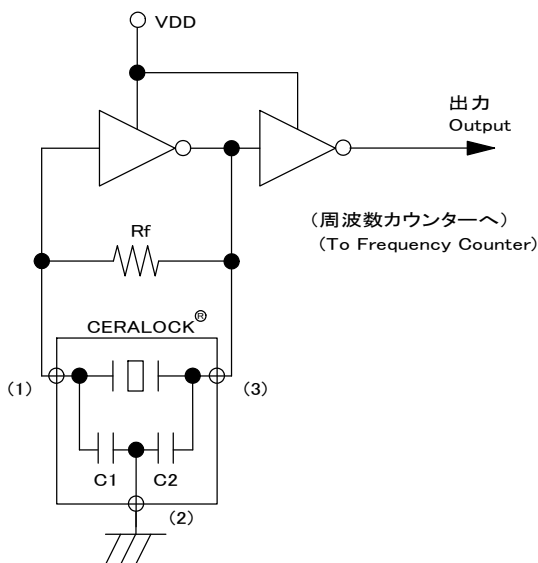 VDD
出力
Output
(周波数カウンターへ)
(To Frequency Counter)
Rf
CERALOCK®
(1)
(3)
C1
C2
(2)